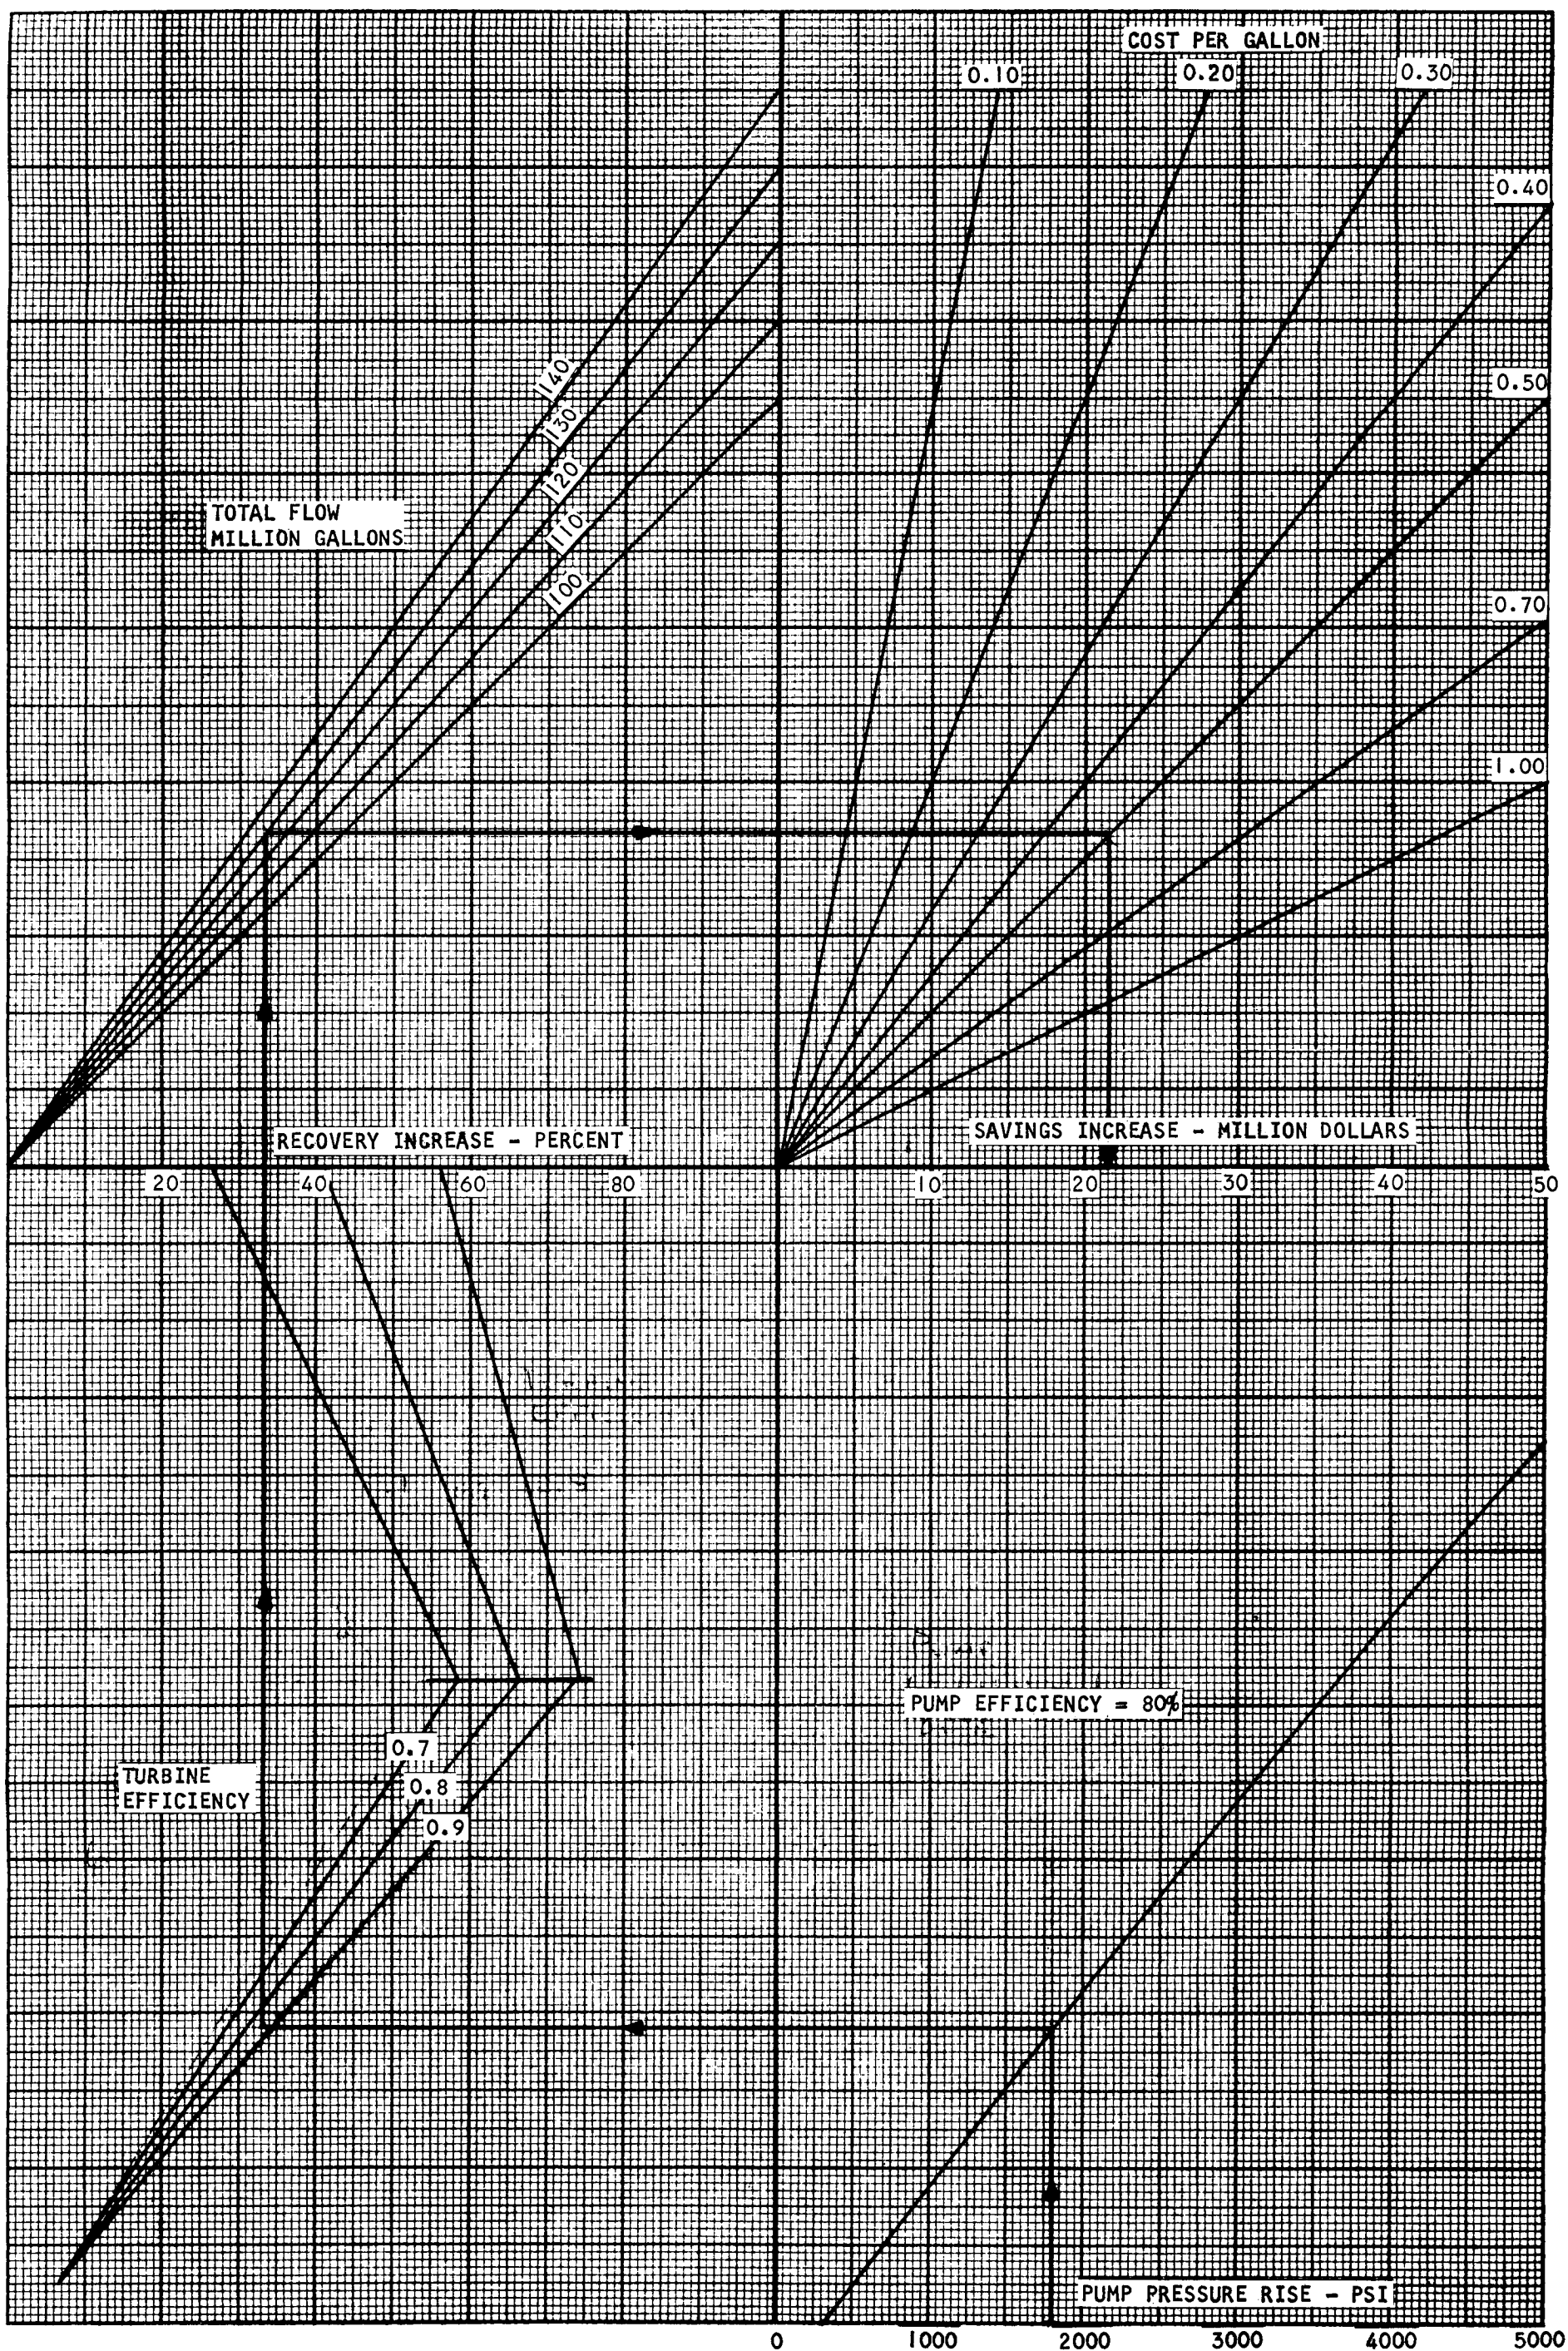 COST PER GALLON
0.10
0.20
0.30
0.40
0.50
0.70
1.00
140
130
120
110
100
TOTAL FLOW
MILLION GALLONS
RECOVERY INCREASE - PERCENT
SAVINGS INCREASE - MILLION DOLLARS
20 40 60 80 10 20 30 40 50
PUMP EFFICIENCY = 80%
0.7
0.8
0.9
TURBINE
EFFICIENCY
PUMP PRESSURE RISE - PSI
0 1000 2000 3000 4000 5000